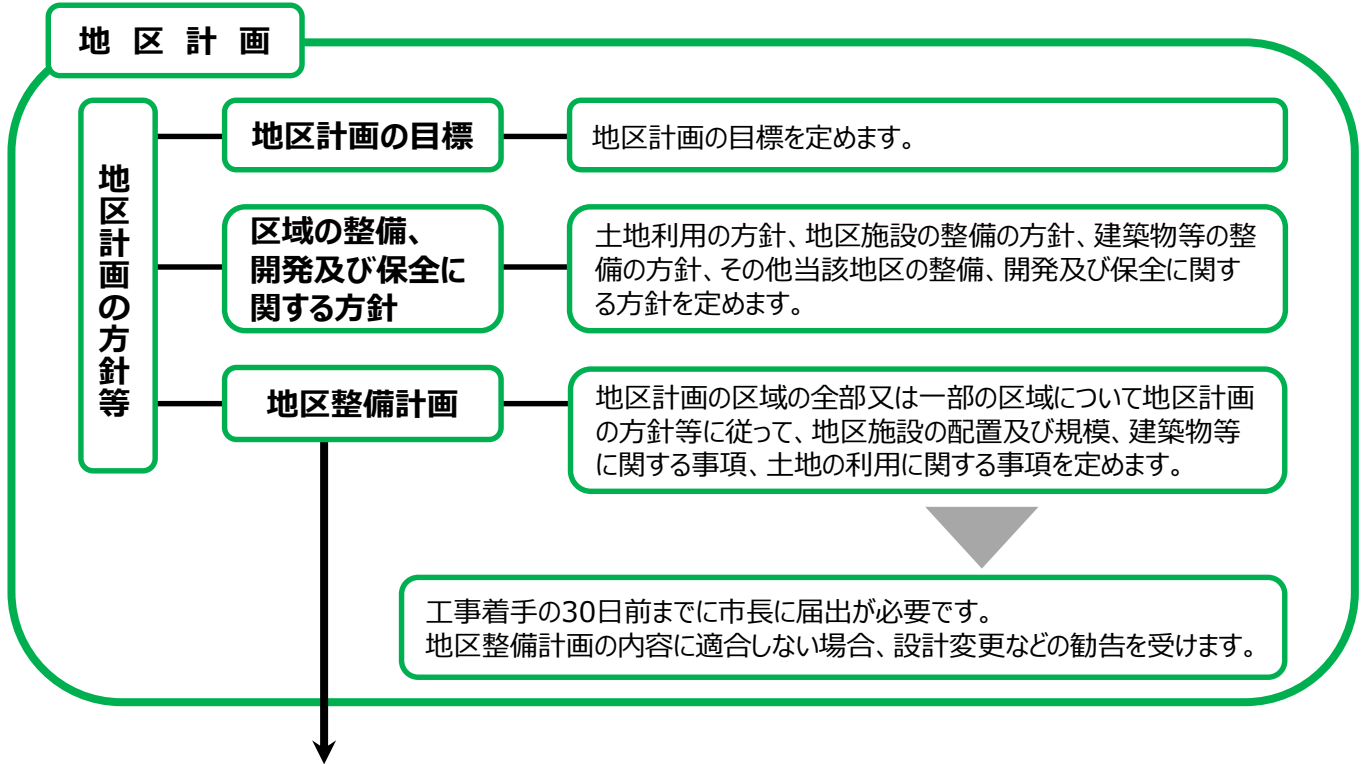 地区計画
地区計画の方針等
地区計画の目標
地区計画の目標を定めます。
区域の整備、
開発及び保全に
関する方針
土地利用の方針、地区施設の整備の方針、建築物等の整
備の方針、その他当該地区の整備、開発及び保全に関す
る方針を定めます。
地区整備計画
地区計画の区域の全部又は一部の区域について地区計画
の方針等に従って、地区施設の配置及び規模、建築物等
に関する事項、土地の利用に関する事項を定めます。
工事着手の30日前までに市長に届出が必要です。
地区整備計画の内容に適合しない場合、設計変更などの勧告を受けます。